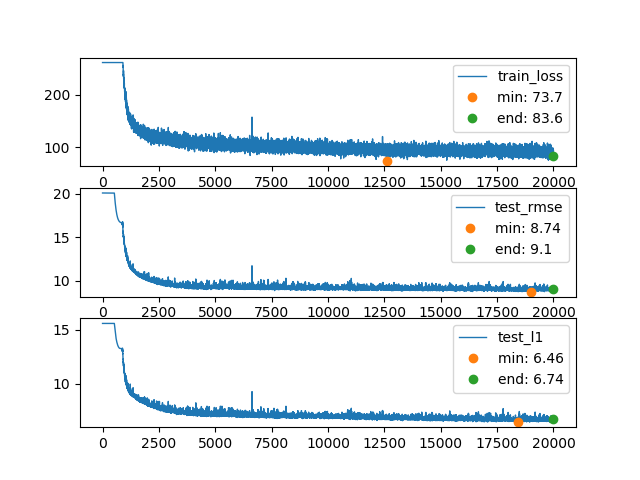 train_loss
min: 73.7
end: 83.6
200
100
0 2500 5000 7500 10000 12500 15000 17500 20000
test_rmse
min: 8.74
end: 9.1
20
15
10
0 2500 5000 7500 10000 12500 15000 17500 20000
test_l1
min: 6.46
end: 6.74
15
10
0 2500 5000 7500 10000 12500 15000 17500 20000